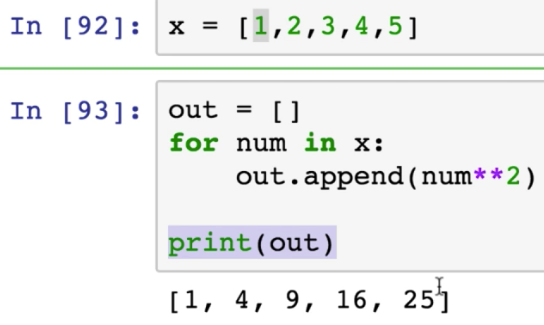 In [92]: x = [1,2,3,4,5]
In [93]: out = []
for num in x:
    out.append(num**2)
print(out)
[1, 4, 9, 16, 25]